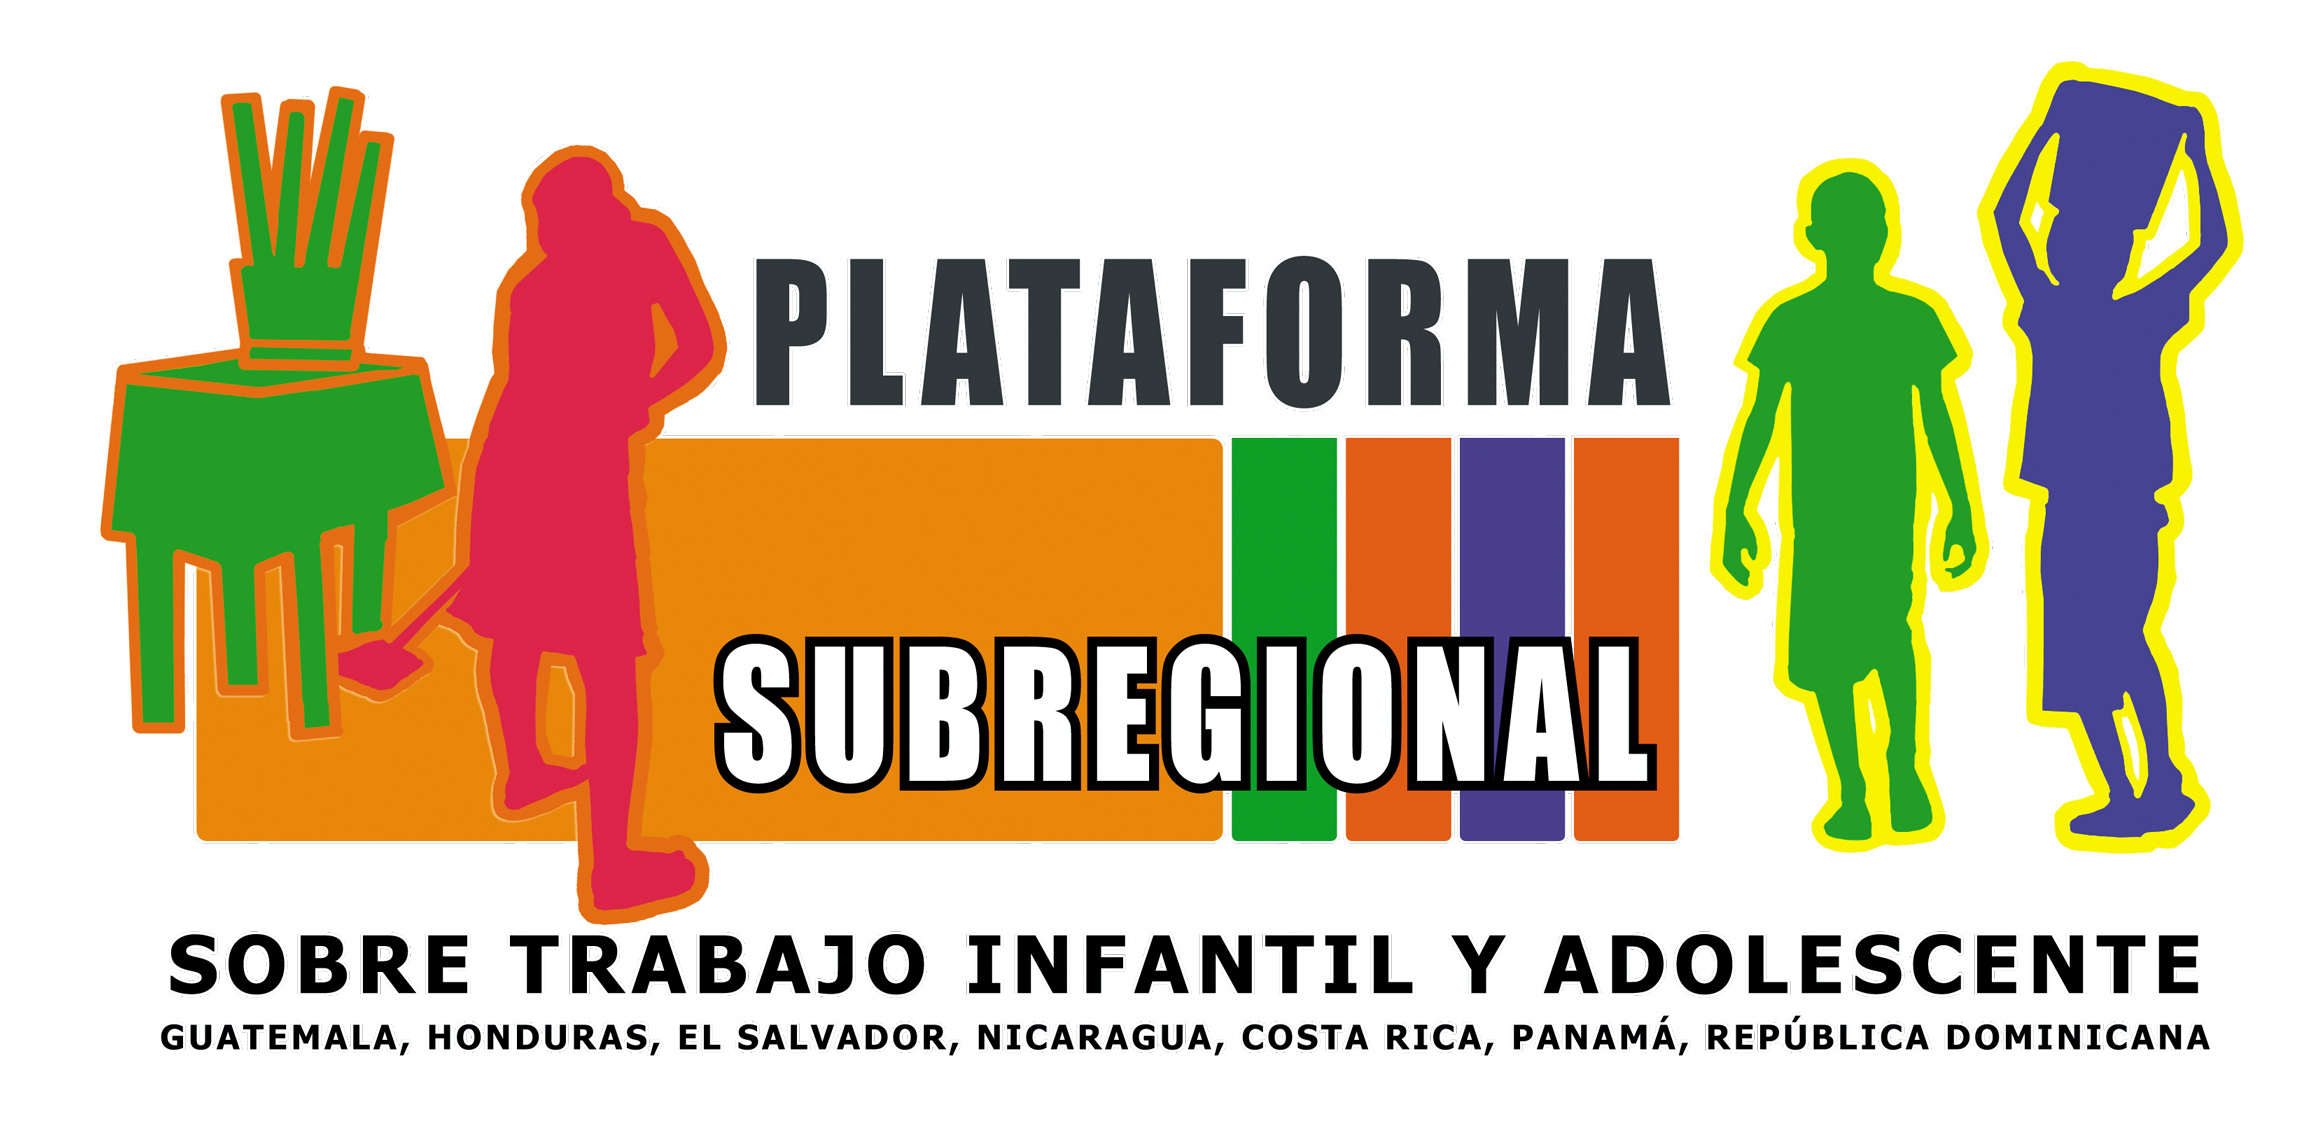 PLATAFORMA
SUBREGIONAL
SOBRE TRABAJO INFANTIL Y ADOLESCENTE
GUATEMALA, HONDURAS, EL SALVADOR, NICARAGUA, COSTA RICA, PANAMÁ, REPÚBLICA DOMINICANA